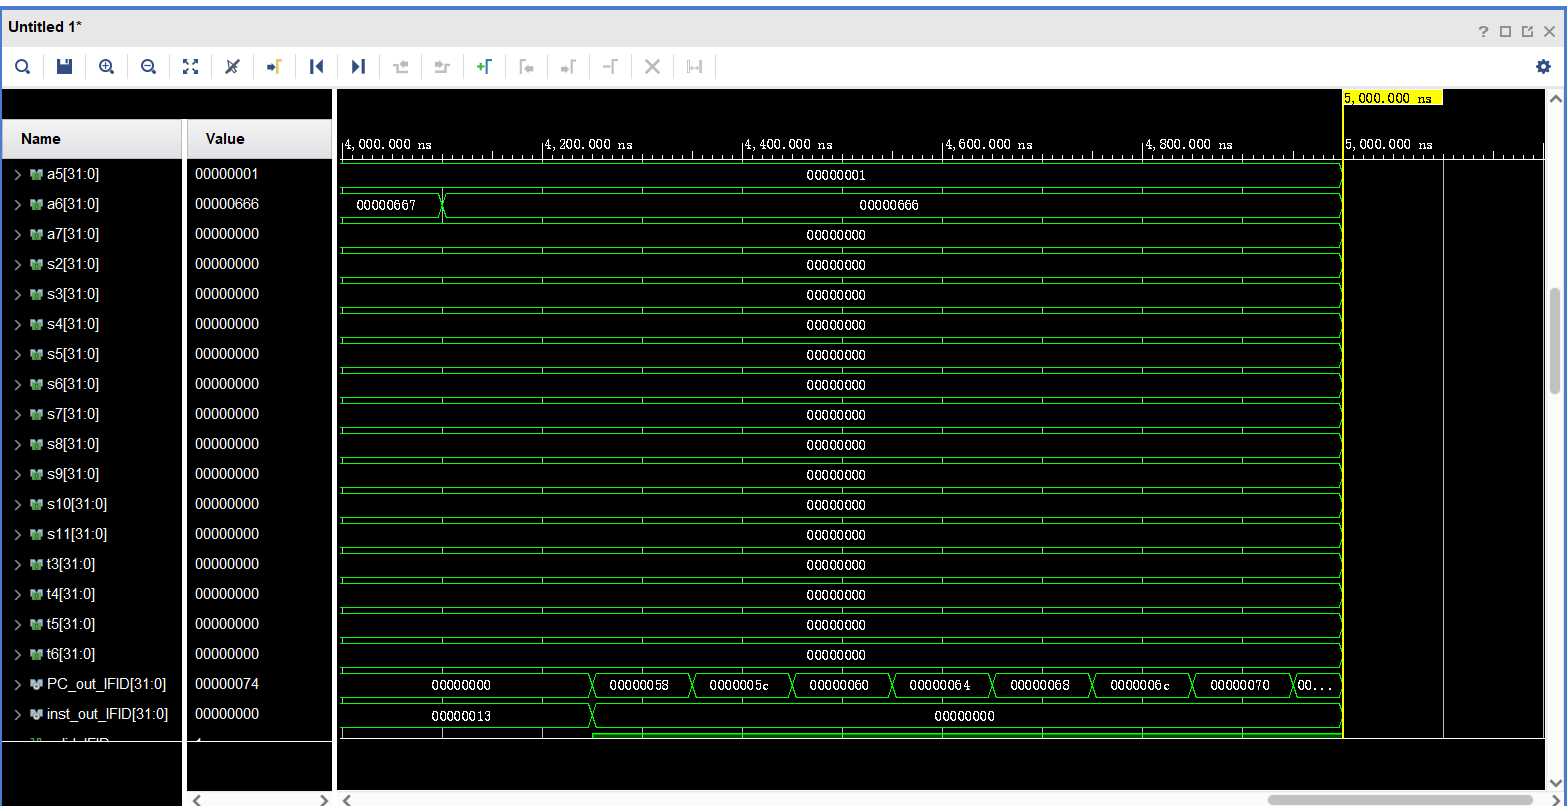 Untitled 1*
5,000.000 ns
Name Value
4,000.000 ns 4,200.000 ns 4,400.000 ns 4,600.000 ns 4,800.000 ns 5,000.000 ns
a5[31:0] 00000001 00000001
a6[31:0] 00000666 00000667 00000666
a7[31:0] 00000000 00000000
s2[31:0] 00000000 00000000
s3[31:0] 00000000 00000000
s4[31:0] 00000000 00000000
s5[31:0] 00000000 00000000
s6[31:0] 00000000 00000000
s7[31:0] 00000000 00000000
s8[31:0] 00000000 00000000
s9[31:0] 00000000 00000000
s10[31:0] 00000000 00000000
s11[31:0] 00000000 00000000
t3[31:0] 00000000 00000000
t4[31:0] 00000000 00000000
t5[31:0] 00000000 00000000
t6[31:0] 00000000 00000000
PC_out_IFID[31:0] 00000074 00000000 00000058 0000005c 00000060 00000064 00000068 0000006c 00000070 00...
inst_out_IFID[31:0] 00000000 00000013 00000000